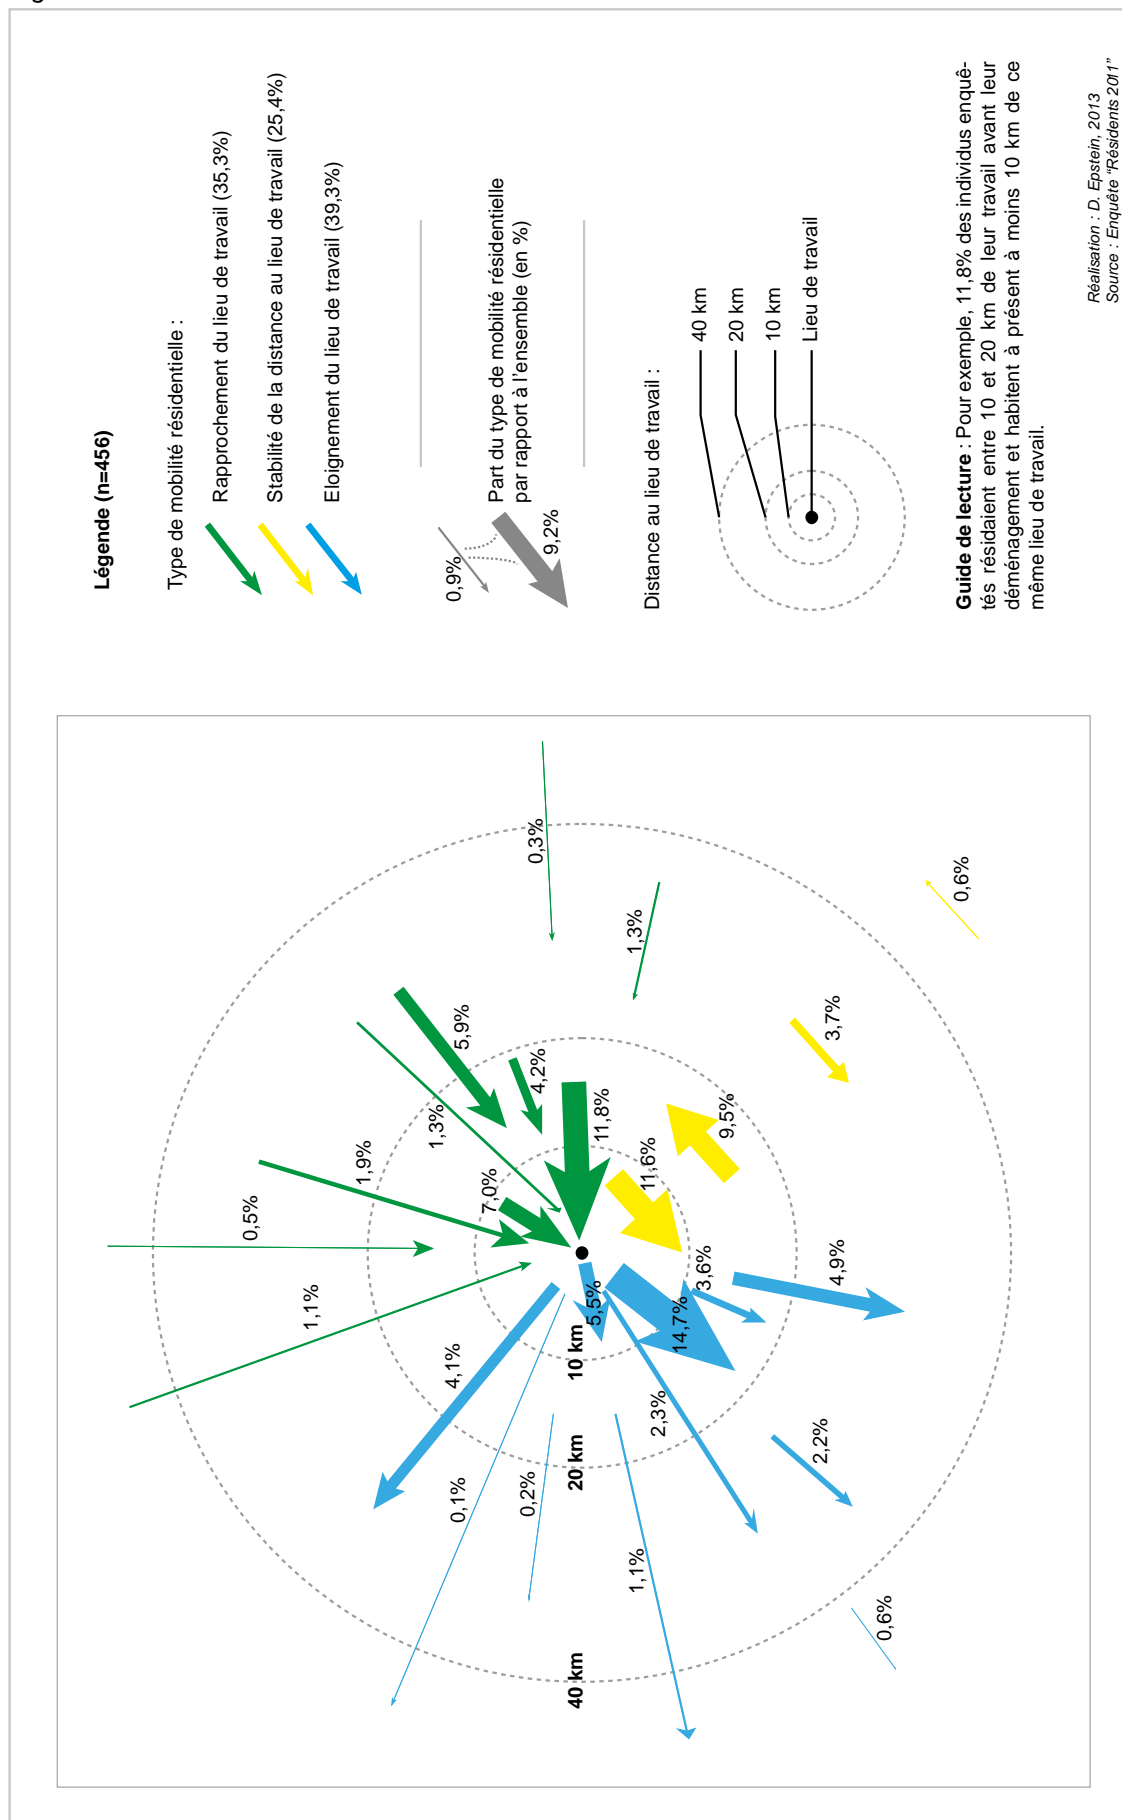 Légende (n=456)
Type de mobilité résidentielle :
Rapprochement du lieu de travail (35,3%)
Stabilité de la distance au lieu de travail (25,4%)
Eloignement du lieu de travail (39,3%)
0,9%
9,2%
Part du type de mobilité résidentielle
par rapport à l'ensemble (en %)
Distance au lieu de travail :
40 km
20 km
10 km
Lieu de travail
Guide de lecture : Pour exemple, 11,8% des individus enquê-
tés résidaient entre 10 et 20 km de leur travail avant leur
déménagement et habitent à présent à moins 10 km de ce
même lieu de travail.
Réalisation : D. Epstein, 2013
Source : Enquête "Résidents 2011"
1,1%
0,5%
1,9%
1,3%
5,9%
4,2%
7,0%
11,8%
0,3%
1,3%
4,1%
0,1%
0,2%
5,5%
10 km
20 km
40 km
11,6%
9,5%
3,7%
0,6%
14,7%
3,6%
4,9%
2,3%
1,1%
2,2%
0,6%